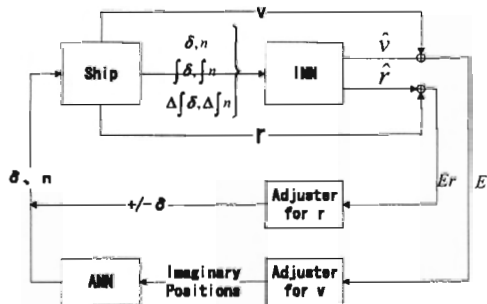 v
δ, n
v̂
Ship
∫δ, ∫n
INN
r̂
Δ∫δ, Δ∫n
r
δ、 n
Er
E
+/- δ
Adjuster
for r
ANN
Imaginary
Positions
Adjuster
for v